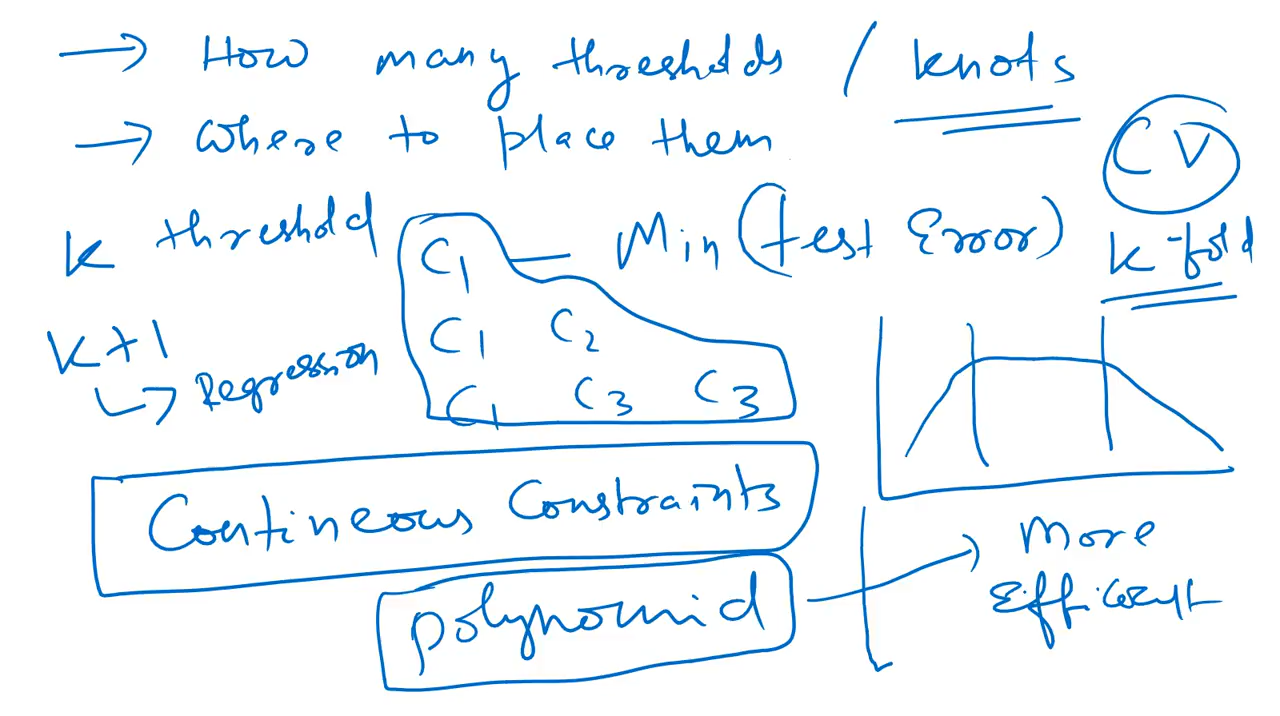 → How many thresholds / knots
→ Where to place them
CV
K threshold
C1 — Min (test Error)
K-fold
K+1
↳ Regression
C1 C2
C1 C3 C3
Contineous Constraints
polynomid → More
Efficient